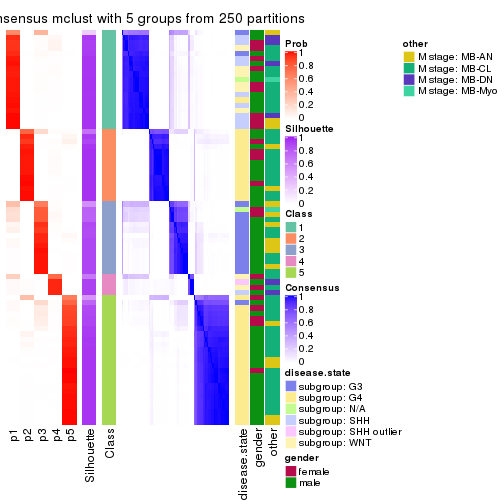 nsensus mclust with 5 groups from 250 partitions
Prob
1
0.8
0.6
0.4
0.2
0
Silhouette
1
0.8
0.6
0.4
0.2
0
Class
1
2
3
4
5
Consensus
1
0.8
0.6
0.4
0.2
0
disease.state
subgroup: G3
subgroup: G4
subgroup: N/A
subgroup: SHH
subgroup: SHH outlier
subgroup: WNT
gender
female
male
other
M stage: MB-AN
M stage: MB-CL
M stage: MB-DN
M stage: MB-Myo
p1
p2
p3
p4
p5
Silhouette
Class
disease.state
gender
other